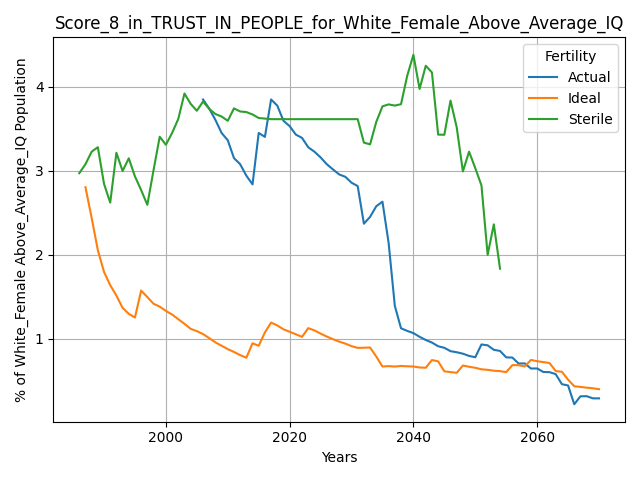 Score_8_in_TRUST_IN_PEOPLE_for_White_Female_Above_Average_IQ
% of White_Female Above_Average_IQ Population
4
3
2
1
Fertility
Actual
Ideal
Sterile
2000
2020
2040
2060
Years